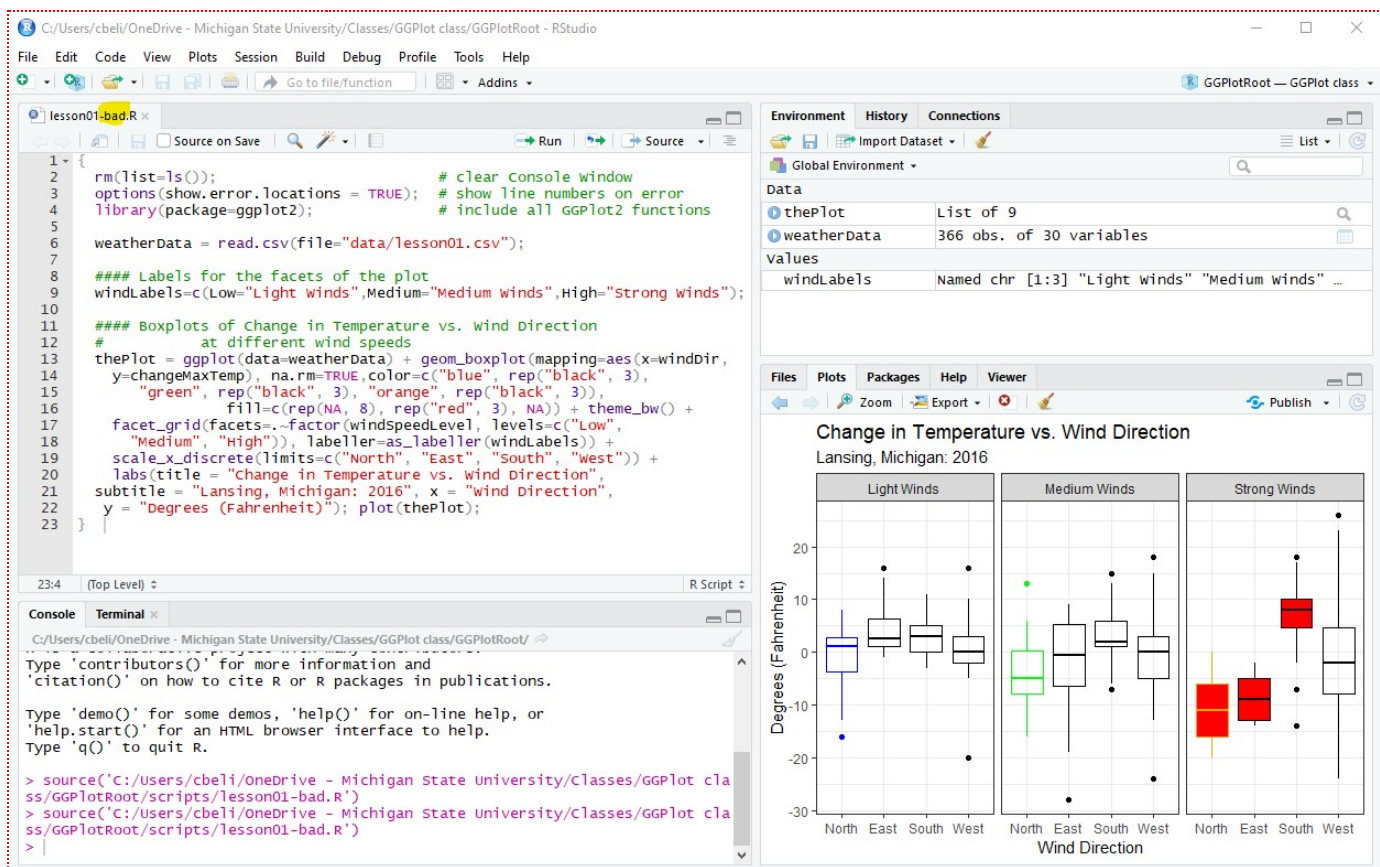 C:/Users/cbeli/OneDrive - Michigan State University/Classes/GGPlot class/GGPlotRoot - RStudio
File Edit Code View Plots Session Build Debug Profile Tools Help
Go to file/function Addins GGPlotRoot — GGPlot class
lesson01-bad.R
Source on Save Run Source
1 {
2 rm(list=ls()); # clear Console Window
3 options(show.error.locations = TRUE); # show line numbers on error
4 library(package=ggplot2); # include all GGPlot2 functions
5
6 weatherData = read.csv(file="data/lesson01.csv");
7
8 #### Labels for the facets of the plot
9 windLabels=c(Low="Light Winds",Medium="Medium Winds",High="Strong Winds");
10
11 #### Boxplots of Change in Temperature vs. Wind Direction
12 # at different wind speeds
13 thePlot = ggplot(data=weatherData) + geom_boxplot(mapping=aes(x=windDir,
14 y=changeMaxTemp), na.rm=TRUE,color=c("blue", rep("black", 3),
15 "green", rep("black", 3), "orange", rep("black", 3)),
16 fill=c(rep(NA, 8), rep("red", 3), NA)) + theme_bw() +
17 facet_grid(facets=.~factor(windSpeedLevel, levels=c("Low",
18 "Medium", "High")), labeller=as_labeller(windLabels)) +
19 scale_x_discrete(limits=c("North", "East", "South", "West")) +
20 labs(title = "Change in Temperature vs. Wind Direction",
21 subtitle = "Lansing, Michigan: 2016", x = "Wind Direction",
22 y = "Degrees (Fahrenheit)"); plot(thePlot);
23 }
23:4 (Top Level) R Script
Console Terminal
C:/Users/cbeli/OneDrive - Michigan State University/Classes/GGPlot class/GGPlotRoot/
Type 'contributors()' for more information and
'citation()' on how to cite R or R packages in publications.
Type 'demo()' for some demos, 'help()' for on-line help, or
'help.start()' for an HTML browser interface to help.
Type 'q()' to quit R.
> source('C:/Users/cbeli/OneDrive - Michigan State University/Classes/GGPlot cla
ss/GGPlotRoot/scripts/lesson01-bad.R')
> source('C:/Users/cbeli/OneDrive - Michigan State University/Classes/GGPlot cla
ss/GGPlotRoot/scripts/lesson01-bad.R')
>
Environment History Connections
Import Dataset List
Global Environment
Data
thePlot List of 9
weatherData 366 obs. of 30 variables
values
windLabels Named chr [1:3] "Light Winds" "Medium Winds" …
Files Plots Packages Help Viewer
Zoom Export Publish
Change in Temperature vs. Wind Direction
Lansing, Michigan: 2016
Light Winds Medium Winds Strong Winds
20
10
0
-10
-20
-30
Degrees (Fahrenheit)
North East South West North East South West North East South West
Wind Direction